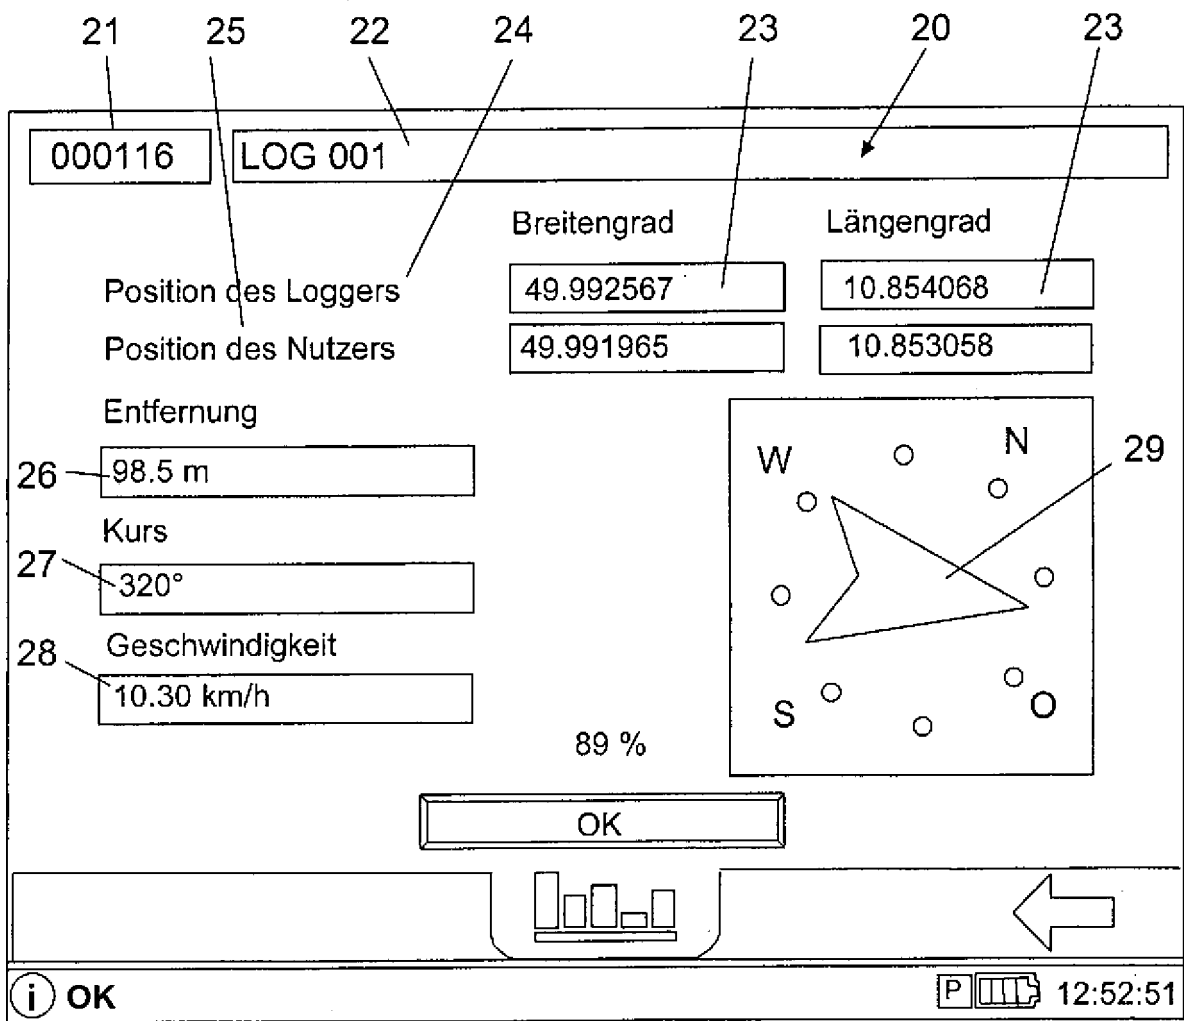 21 25 22 24 23 20 23
000116 LOG 001
Breitengrad Längengrad
Position des Loggers 49.992567 10.854068
Position des Nutzers 49.991965 10.853058
Entfernung
26 98.5 m
W N 29
Kurs
27 320°
28 Geschwindigkeit
10.30 km/h
S O
89 %
OK
i OK P 12:52:51